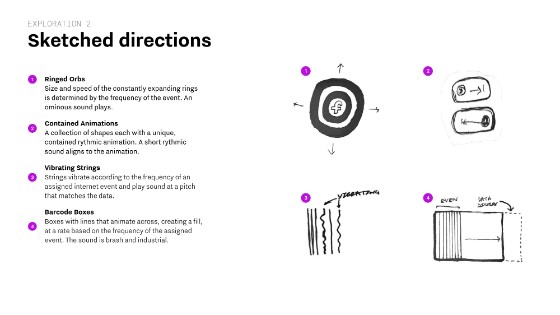 EXPLORATION 2
Sketched directions
1
Ringed Orbs
Size and speed of the constantly expanding rings
is determined by the frequency of the event. An
ominous sound plays.
2
Contained Animations
A collection of shapes each with a unique,
contained rythmic animation. A short rythmic
sound aligns to the animation.
3
Vibrating Strings
Strings vibrate according to the frequency of an
assigned internet event and play sound at a pitch
that matches the data.
4
Barcode Boxes
Boxes with lines that animate across, creating a fill,
at a rate based on the frequency of the assigned
event. The sound is brash and industrial.
1
f
2
3
VIBRATING
4
EVEN
DATA